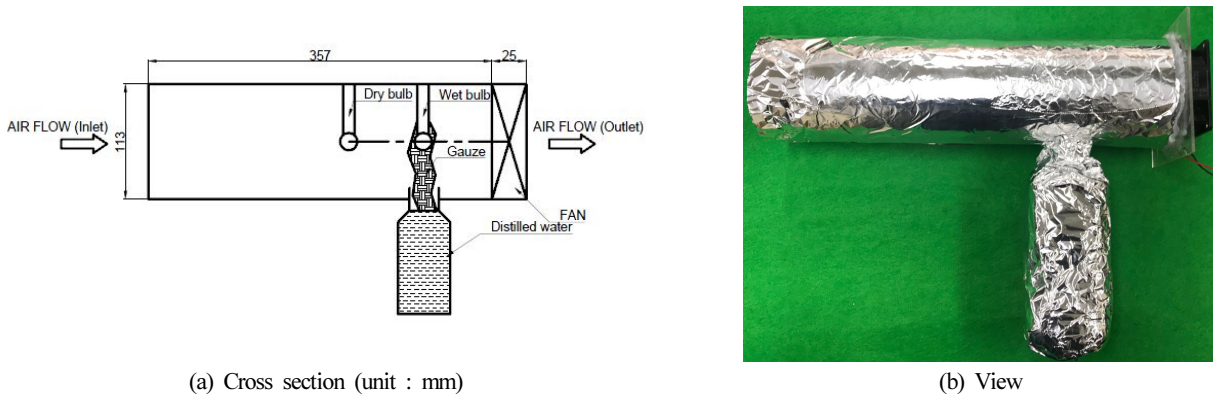 357
25
Dry bulb
Wet bulb
AIR FLOW (Inlet)
AIR FLOW (Outlet)
113
Gauze
FAN
Distilled water
(a) Cross section (unit : mm)
(b) View